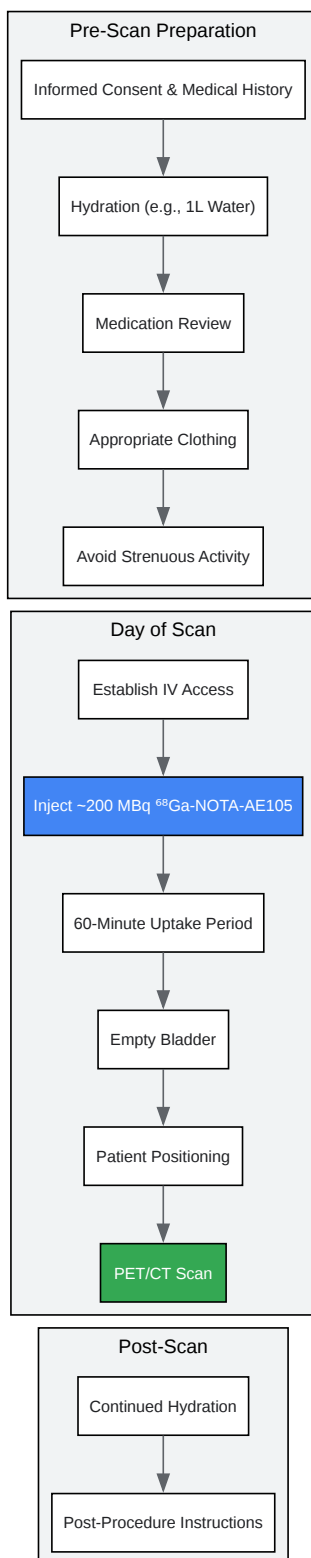 Pre-Scan Preparation
Informed Consent & Medical History
Hydration (e.g., 1L Water)
Medication Review
Appropriate Clothing
Avoid Strenuous Activity
Day of Scan
Establish IV Access
Inject ~200 MBq ⁶⁸Ga-NOTA-AE105
60-Minute Uptake Period
Empty Bladder
Patient Positioning
PET/CT Scan
Post-Scan
Continued Hydration
Post-Procedure Instructions